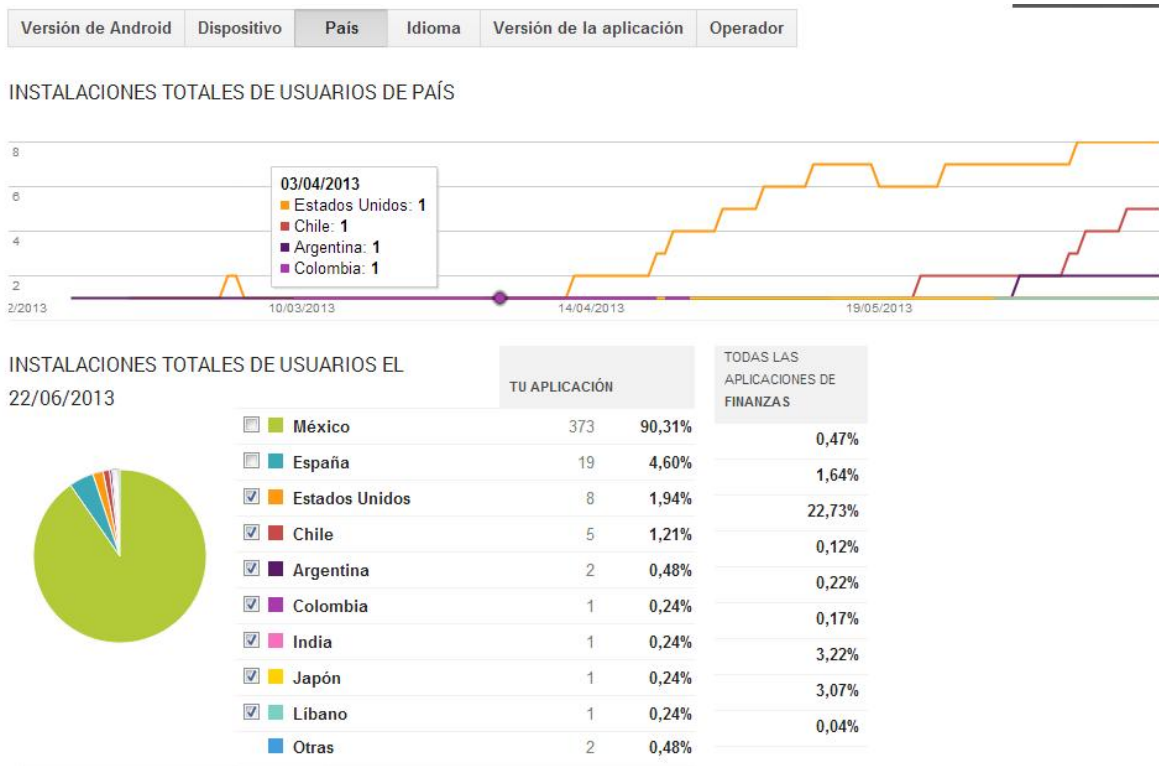 Versión de Android Dispositivo País Idioma Versión de la aplicación Operador
INSTALACIONES TOTALES DE USUARIOS DE PAÍS
8
6
4
2
03/04/2013
Estados Unidos: 1
Chile: 1
Argentina: 1
Colombia: 1
2/2013 10/03/2013 14/04/2013 19/05/2013
INSTALACIONES TOTALES DE USUARIOS EL
22/06/2013
TU APLICACIÓN
TODAS LAS
APLICACIONES DE
FINANZAS
México 373 90,31% 0,47%
España 19 4,60% 1,64%
Estados Unidos 8 1,94% 22,73%
Chile 5 1,21% 0,12%
Argentina 2 0,48% 0,22%
Colombia 1 0,24% 0,17%
India 1 0,24% 3,22%
Japón 1 0,24% 3,07%
Líbano 1 0,24% 0,04%
Otras 2 0,48%